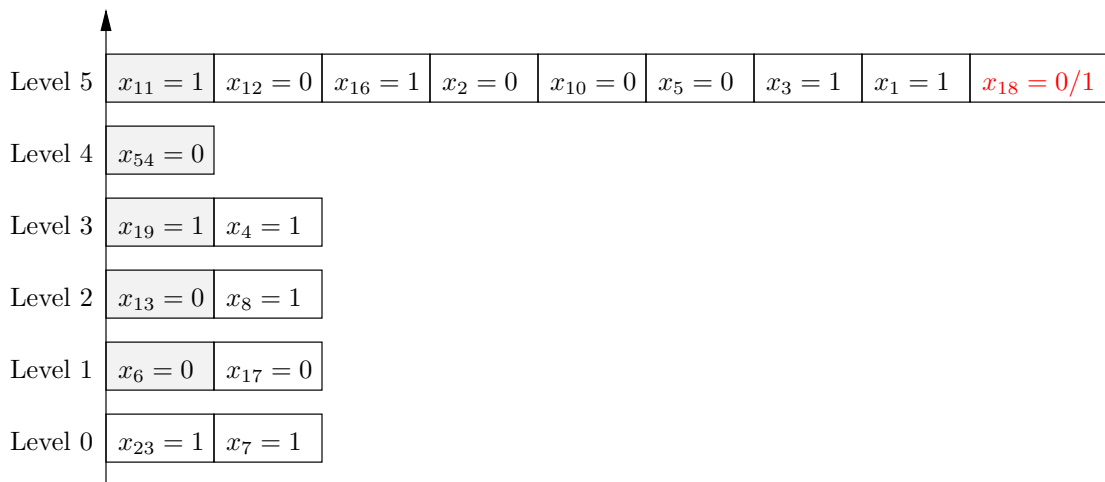 Level 5 x₁₁ = 1 x₁₂ = 0 x₁₆ = 1 x₂ = 0 x₁₀ = 0 x₅ = 0 x₃ = 1 x₁ = 1 x₁₈ = 0/1
Level 4 x₅₄ = 0
Level 3 x₁₉ = 1 x₄ = 1
Level 2 x₁₃ = 0 x₈ = 1
Level 1 x₆ = 0 x₁₇ = 0
Level 0 x₂₃ = 1 x₇ = 1